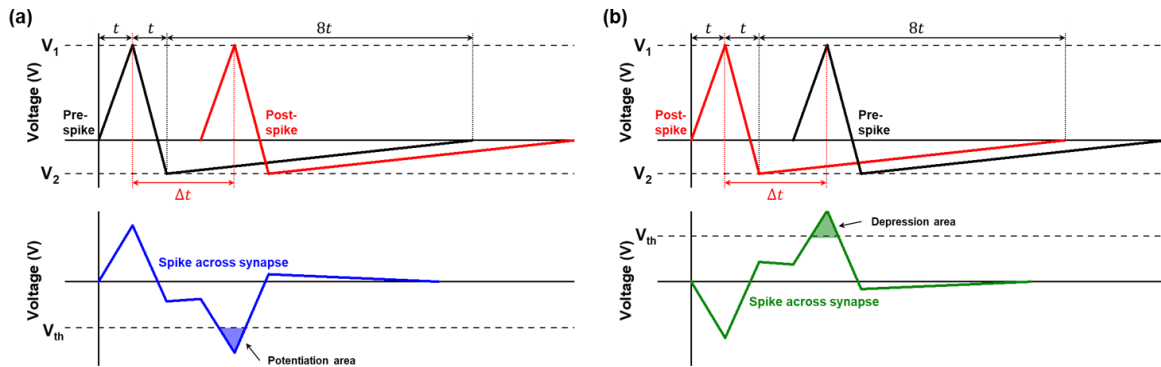 (a)
t
t
8t
V1
Voltage (V)
Pre-
spike
Post-
spike
V2
Δt
Voltage (V)
Spike across synapse
Vth
Potentiation area
(b)
t
t
8t
V1
Voltage (V)
Post-
spike
Pre-
spike
V2
Δt
Voltage (V)
Vth
Depression area
Spike across synapse